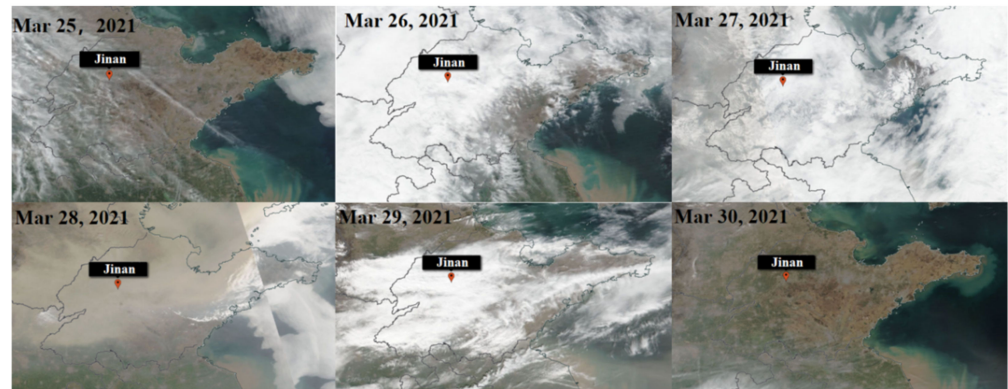 Mar 25, 2021
Jinan
Mar 26, 2021
Jinan
Mar 27, 2021
Jinan
Mar 28, 2021
Jinan
Mar 29, 2021
Jinan
Mar 30, 2021
Jinan